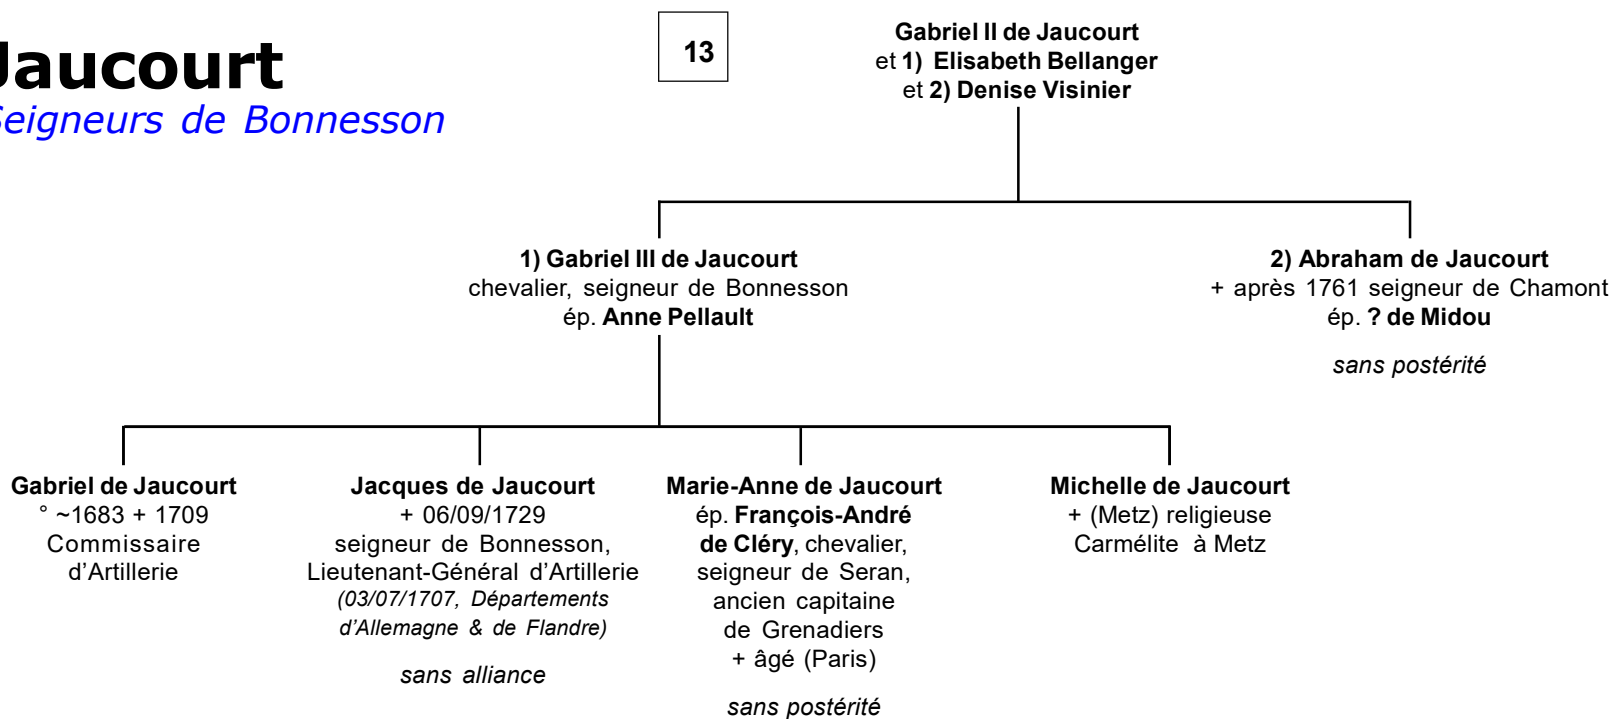 Jaucourt
Seigneurs de Bonnesson
13
Gabriel II de Jaucourt
et 1) Elisabeth Bellanger
et 2) Denise Visinier
1) Gabriel III de Jaucourt
chevalier, seigneur de Bonnesson
ép. Anne Pellault
2) Abraham de Jaucourt
+ après 1761 seigneur de Chamont
ép. ? de Midou
sans postérité
Gabriel de Jaucourt
° ~1683 + 1709
Commissaire
d’Artillerie
Jacques de Jaucourt
+ 06/09/1729
seigneur de Bonnesson,
Lieutenant-Général d’Artillerie
(03/07/1707, Départements
d’Allemagne & de Flandre)
sans alliance
Marie-Anne de Jaucourt
ép. François-André
de Cléry, chevalier,
seigneur de Seran,
ancien capitaine
de Grenadiers
+ âgé (Paris)
sans postérité
Michelle de Jaucourt
+ (Metz) religieuse
Carmélite à Metz